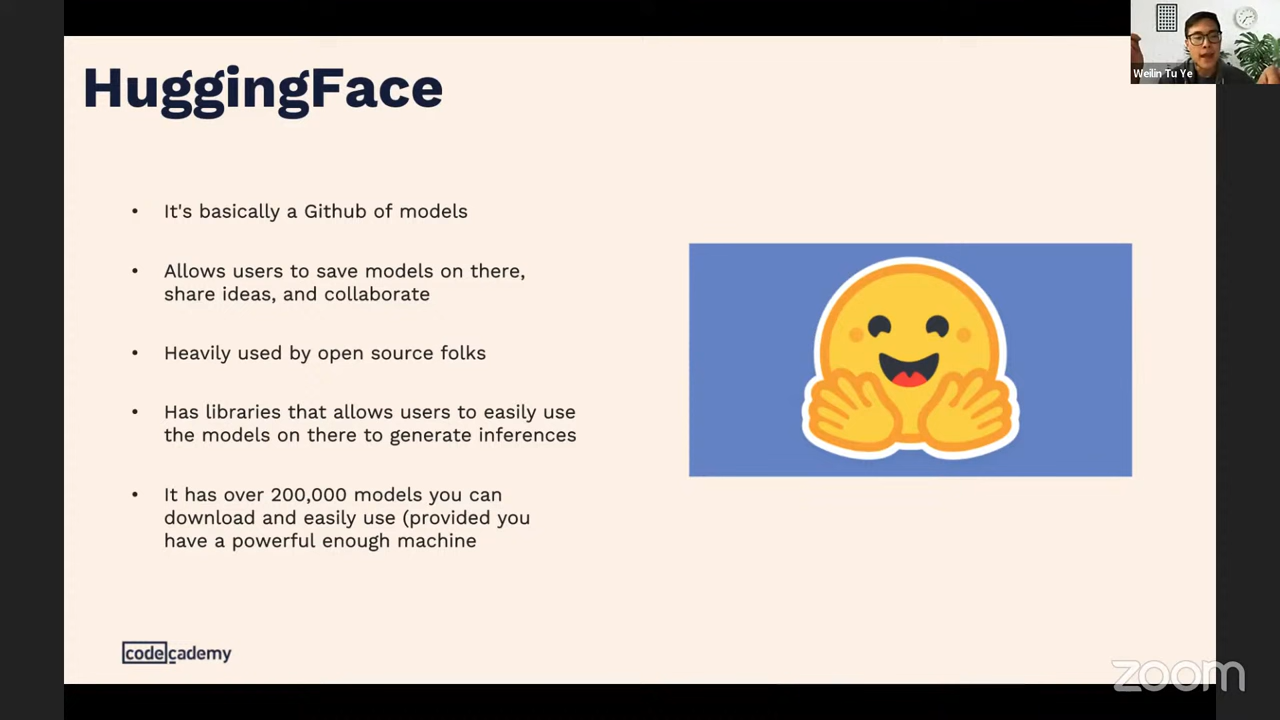 HuggingFace
Weilin Tu Ye
• It's basically a Github of models
• Allows users to save models on there,
share ideas, and collaborate
• Heavily used by open source folks
• Has libraries that allows users to easily use
the models on there to generate inferences
• It has over 200,000 models you can
download and easily use (provided you
have a powerful enough machine
codecademy
zoom